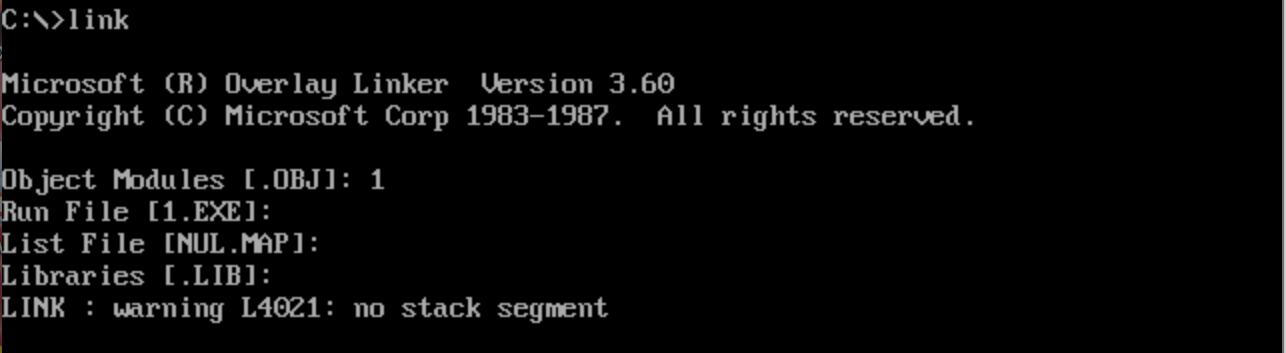 C:\>link
Microsoft (R) Overlay Linker  Version 3.60
Copyright (C) Microsoft Corp 1983-1987.  All rights reserved.
Object Modules [.OBJ]: 1
Run File [1.EXE]:
List File [NUL.MAP]:
Libraries [.LIB]:
LINK : warning L4021: no stack segment